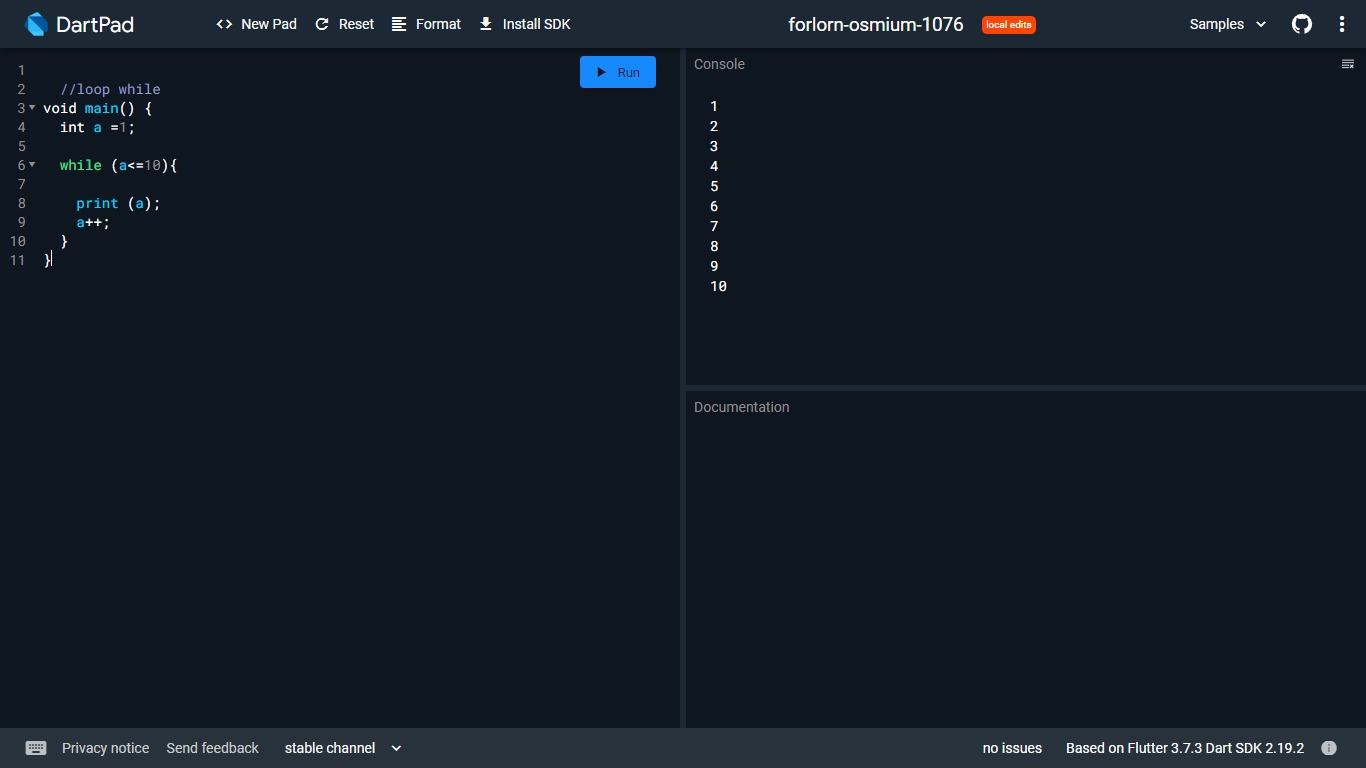 DartPad
<> New Pad
Reset
Format
Install SDK
forlorn-osmium-1076
local edits
Samples
1
2 //loop while
3 void main() {
4 int a =1;
5
6 while (a<=10){
7
8 print (a);
9 a++;
10 }
11 }
Run
Console
1
2
3
4
5
6
7
8
9
10
Documentation
Privacy notice
Send feedback
stable channel
no issues
Based on Flutter 3.7.3 Dart SDK 2.19.2